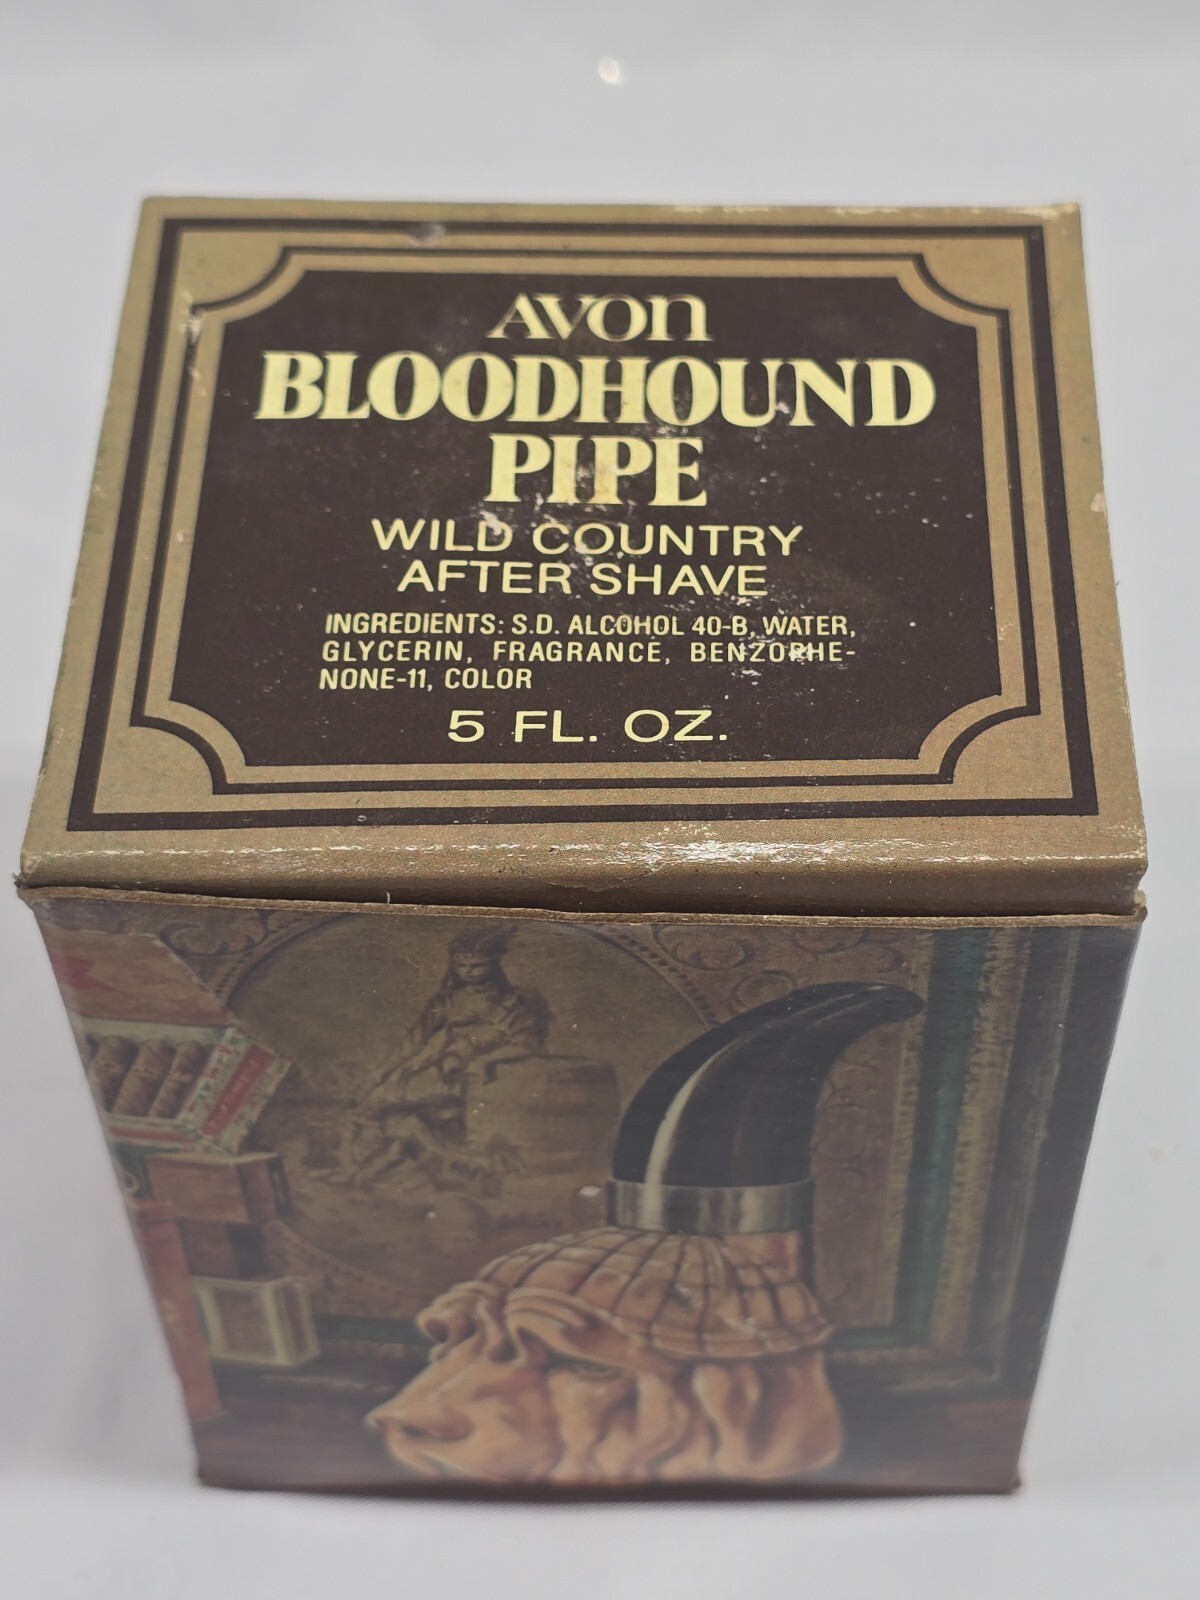 AVON
BLOODHOUND
PIPE
WILD COUNTRY
AFTER SHAVE
INGREDIENTS: S.D. ALCOHOL 40-B, WATER,
GLYCERIN, FRAGRANCE, BENZOPHE-
NONE-11, COLOR
5 FL. OZ.